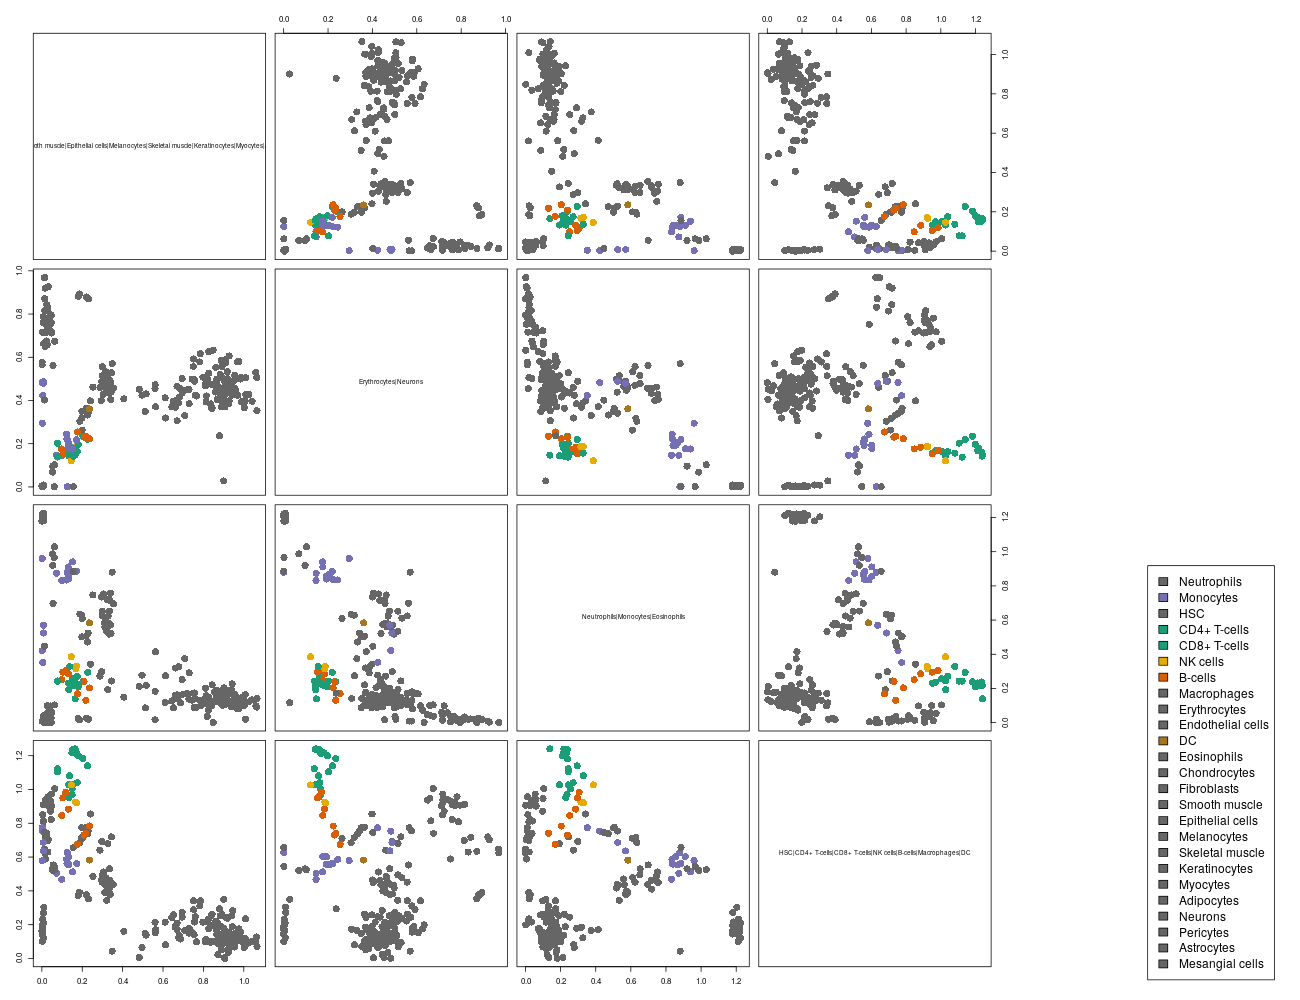 0.0 0.2 0.4 0.6 0.8 1.0
0.0 0.2 0.4 0.6 0.8 1.0 1.2
oth muscle|Epithelial cells|Melanocytes|Skeletal muscle|Keratinocytes|Myocytes|
0.0 0.2 0.4 0.6 0.8 1.0
0.0 0.2 0.4 0.6 0.8 1.0
Erythrocytes|Neurons
Neutrophils|Monocytes|Eosinophils
0.0 0.2 0.4 0.6 0.8 1.0 1.2
0.0 0.2 0.4 0.6 0.8 1.0 1.2
HSC|CD4+ T-cells|CD8+ T-cells|NK cells|B-cells|Macrophages|DC
0.0 0.2 0.4 0.6 0.8 1.0
0.0 0.2 0.4 0.6 0.8 1.0 1.2
Neutrophils
Monocytes
HSC
CD4+ T-cells
CD8+ T-cells
NK cells
B-cells
Macrophages
Erythrocytes
Endothelial cells
DC
Eosinophils
Chondrocytes
Fibroblasts
Smooth muscle
Epithelial cells
Melanocytes
Skeletal muscle
Keratinocytes
Myocytes
Adipocytes
Neurons
Pericytes
Astrocytes
Mesangial cells